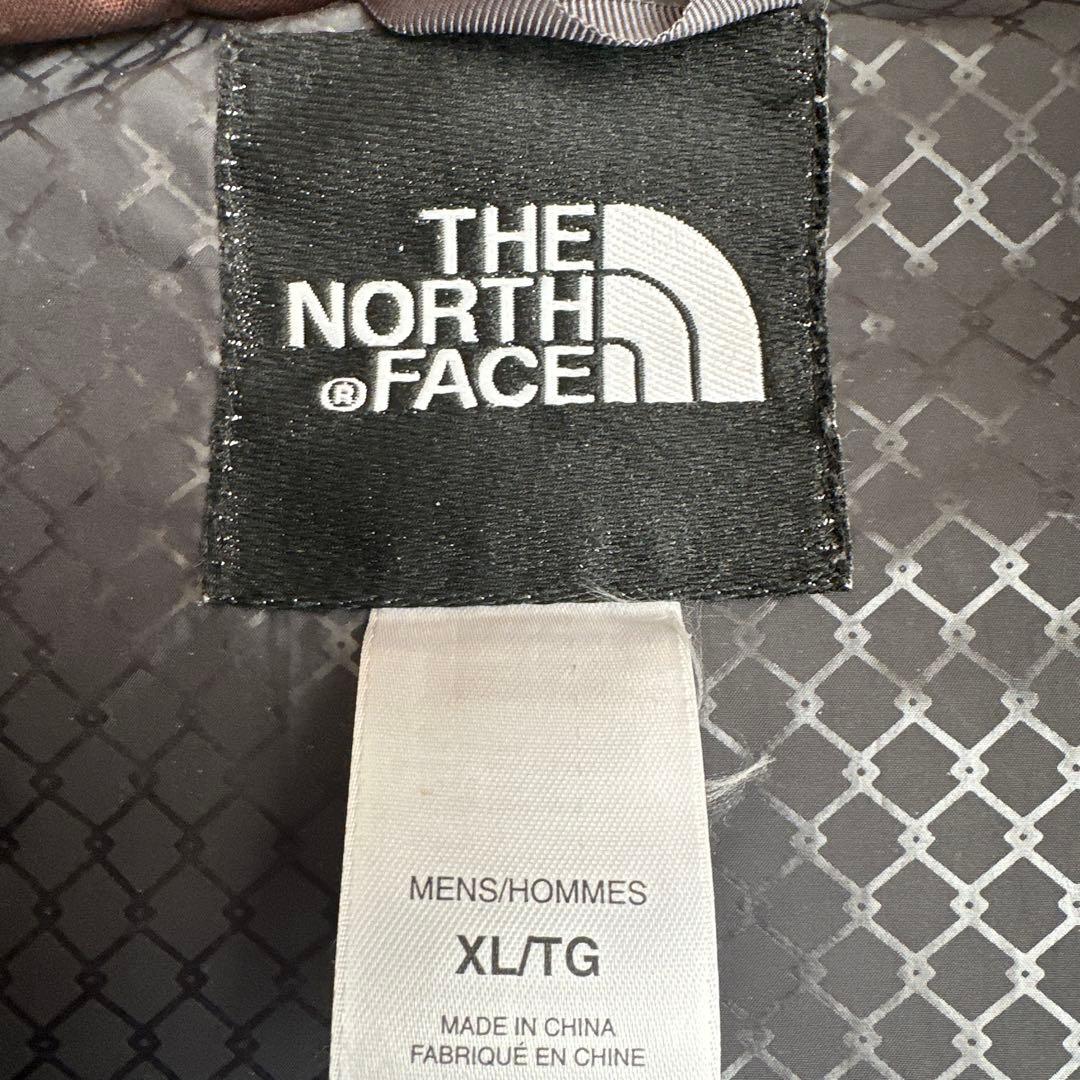 THE
NORTH
®FACE
MENS/HOMMES
XL/TG
MADE IN CHINA
FABRIQUÉ EN CHINE